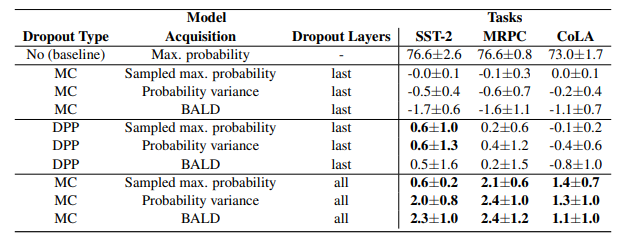 Model Tasks
Dropout Type Acquisition Dropout Layers SST-2 MRPC CoLA
No (baseline) Max. probability - 76.6±2.6 76.6±0.8 73.0±1.7
MC Sampled max. probability last -0.0±0.1 -0.1±0.3 0.0±0.1
MC Probability variance last -0.5±0.4 -0.6±0.7 -0.2±0.4
MC BALD last -1.7±0.6 -1.6±1.1 -1.1±0.7
DPP Sampled max. probability last 0.6±1.0 0.2±0.6 -0.1±0.2
DPP Probability variance last 0.6±1.3 0.4±1.2 -0.4±0.6
DPP BALD last 0.5±1.6 0.2±1.5 -0.8±1.0
MC Sampled max. probability all 0.6±0.2 2.1±0.6 1.4±0.7
MC Probability variance all 2.0±0.8 2.4±1.0 1.3±1.0
MC BALD all 2.3±1.0 2.4±1.2 1.1±1.0